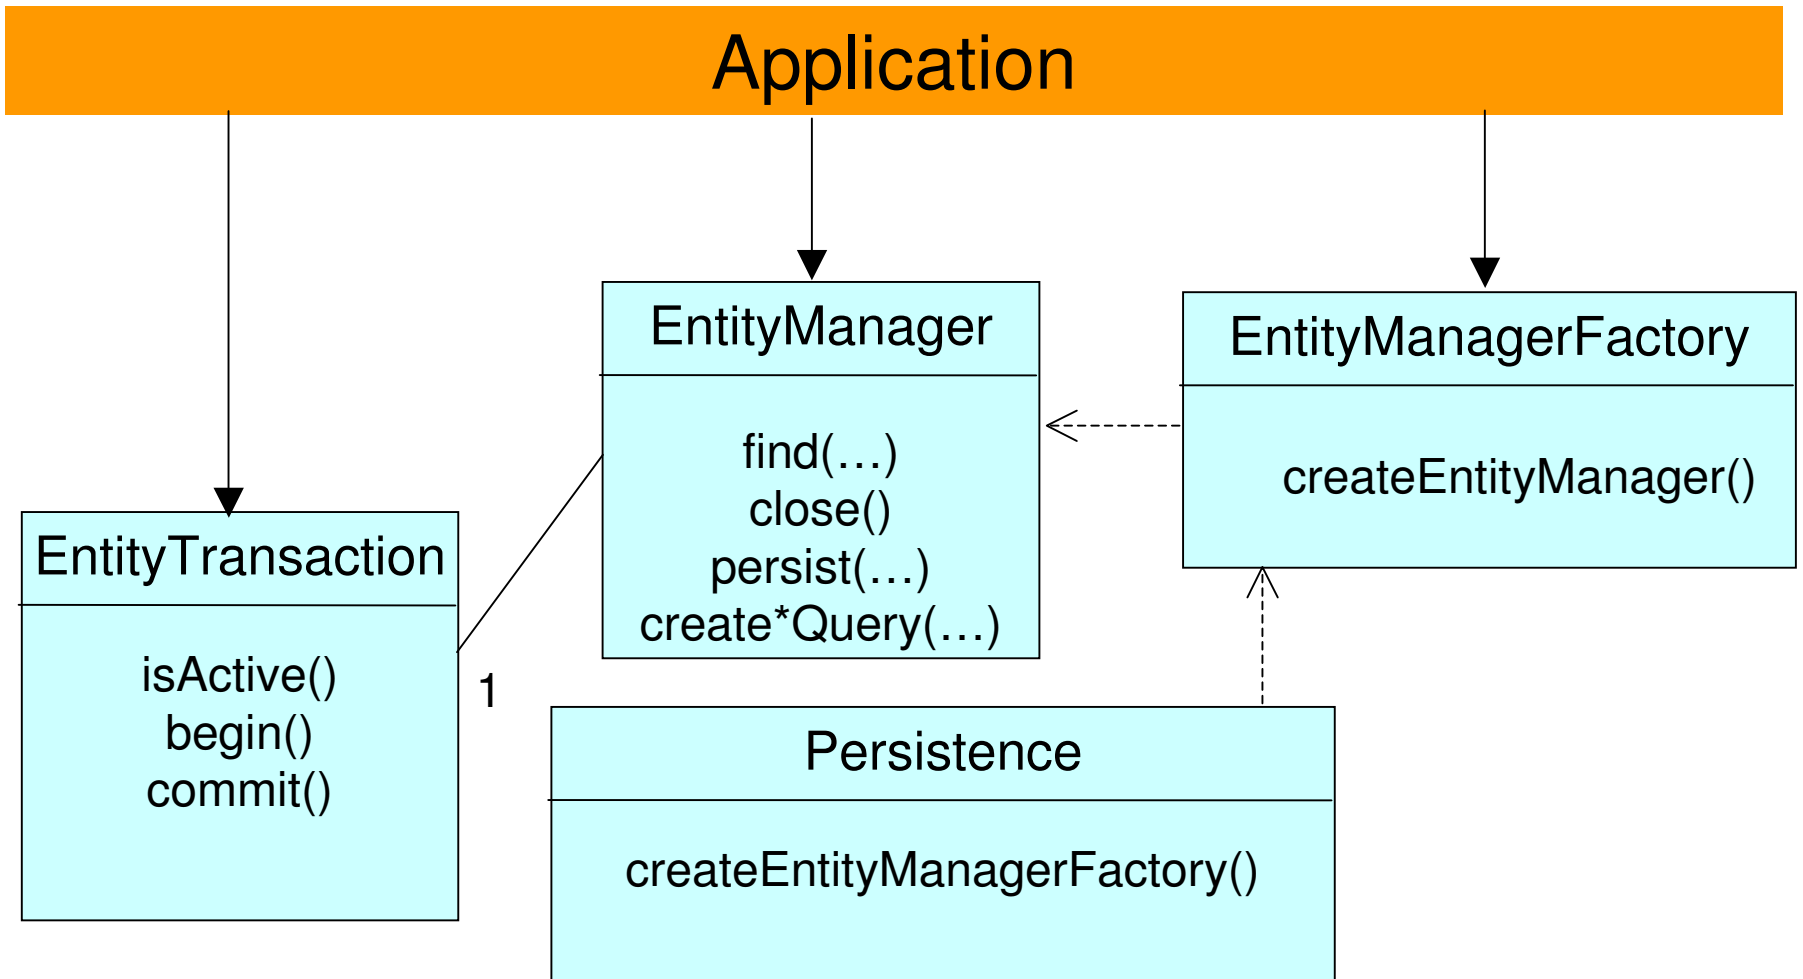 Application
EntityManager
find(…)
close()
persist(…)
create*Query(…)
EntityManagerFactory
createEntityManager()
EntityTransaction
isActive()
begin()
commit()
1
Persistence
createEntityManagerFactory()